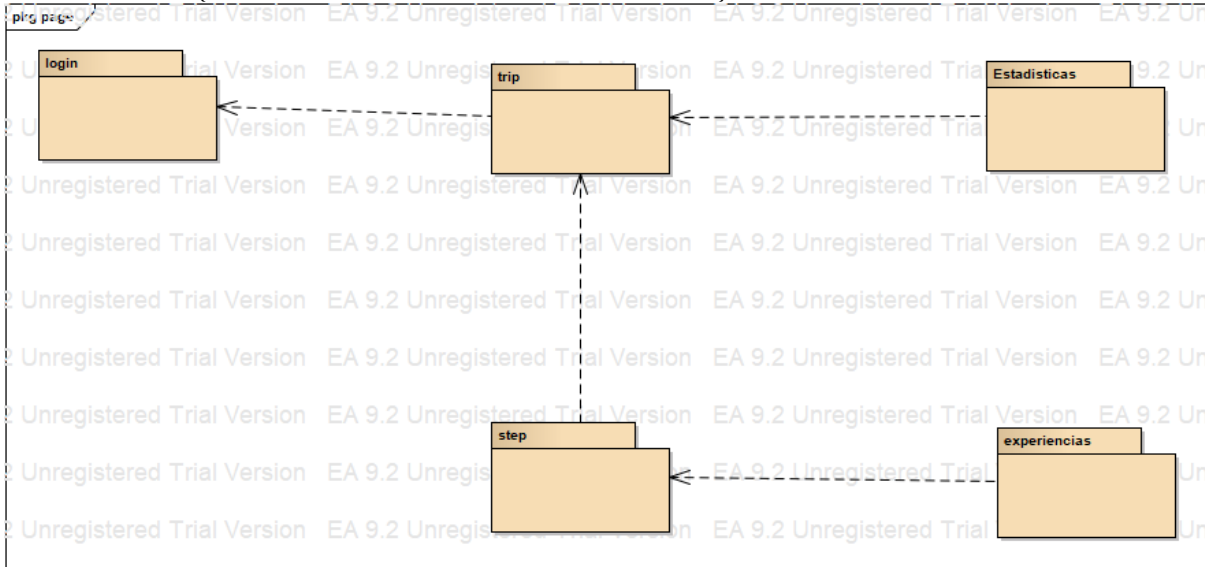 pkg page
login
trip
Estadisticas
step
experiencias
EA 9.2 Unregistered Trial Version